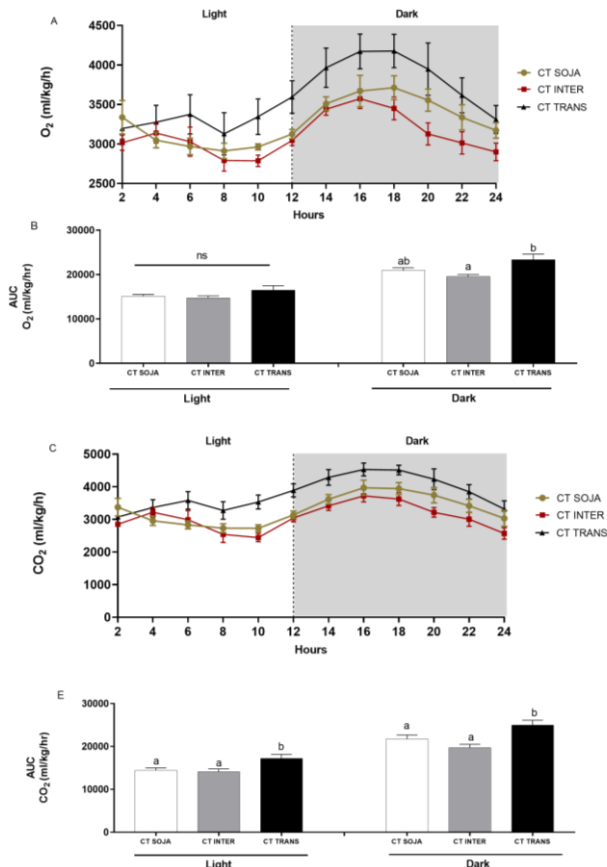 A
Light Dark
4500
4000
3500
3000
2500
O2 (ml/kg/h)
2 4 6 8 10 12 14 16 18 20 22 24
Hours
CT SOJA
CT INTER
CT TRANS
B
30000
20000
10000
0
AUC
O2 (ml/kg/hr)
ns
ab a b
CT SOJA CT INTER CT TRANS CT SOJA CT INTER CT TRANS
Light Dark
C
Light Dark
5000
4000
3000
2000
1000
0
CO2 (ml/kg/h)
2 4 6 8 10 12 14 16 18 20 22 24
Hours
CT SOJA
CT INTER
CT TRANS
E
30000
20000
10000
0
AUC
CO2 (ml/kg/hr)
a a b a a b
CT SOJA CT INTER CT TRANS CT SOJA CT INTER CT TRANS
Light Dark